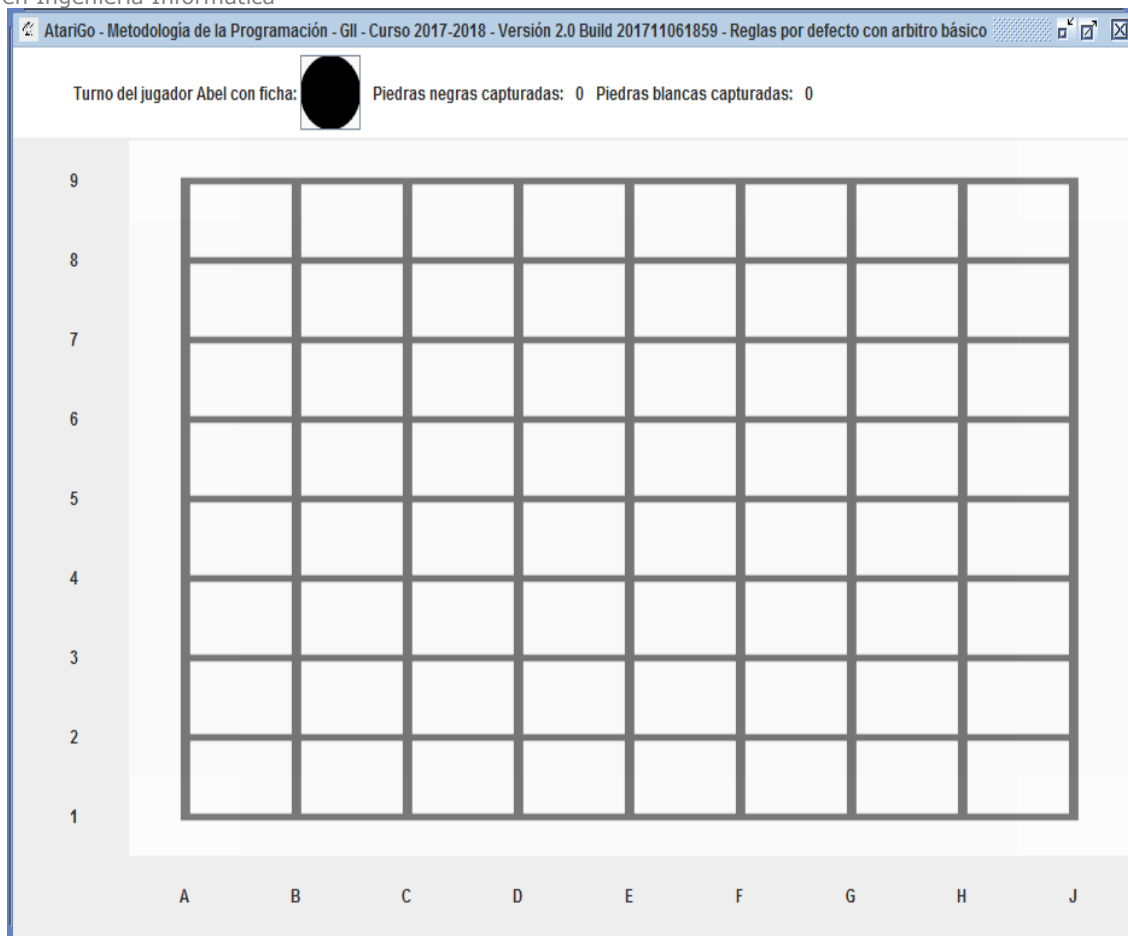 en Ingeniería Informática
AtariGo - Metodología de la Programación - GII - Curso 2017-2018 - Versión 2.0 Build 201711061859 - Reglas por defecto con arbitro básico
Turno del jugador Abel con ficha: Piedras negras capturadas: 0 Piedras blancas capturadas: 0
9
8
7
6
5
4
3
2
1
A B C D E F G H J